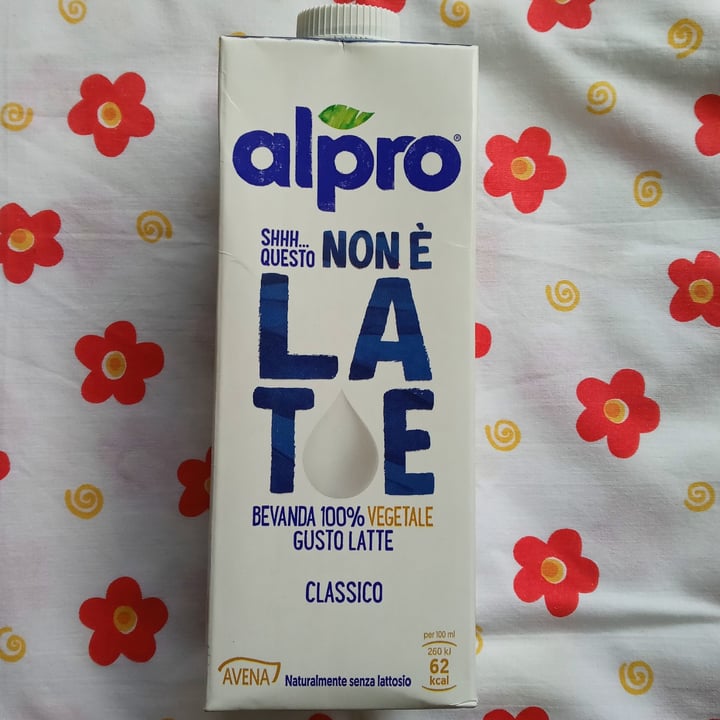 alpro®
SHHH...
QUESTO NON È
LA
T E
BEVANDA 100% VEGETALE
GUSTO LATTE
CLASSICO
per 100 ml
260 kJ
62
kcal
AVENA
Naturalmente senza lattosio